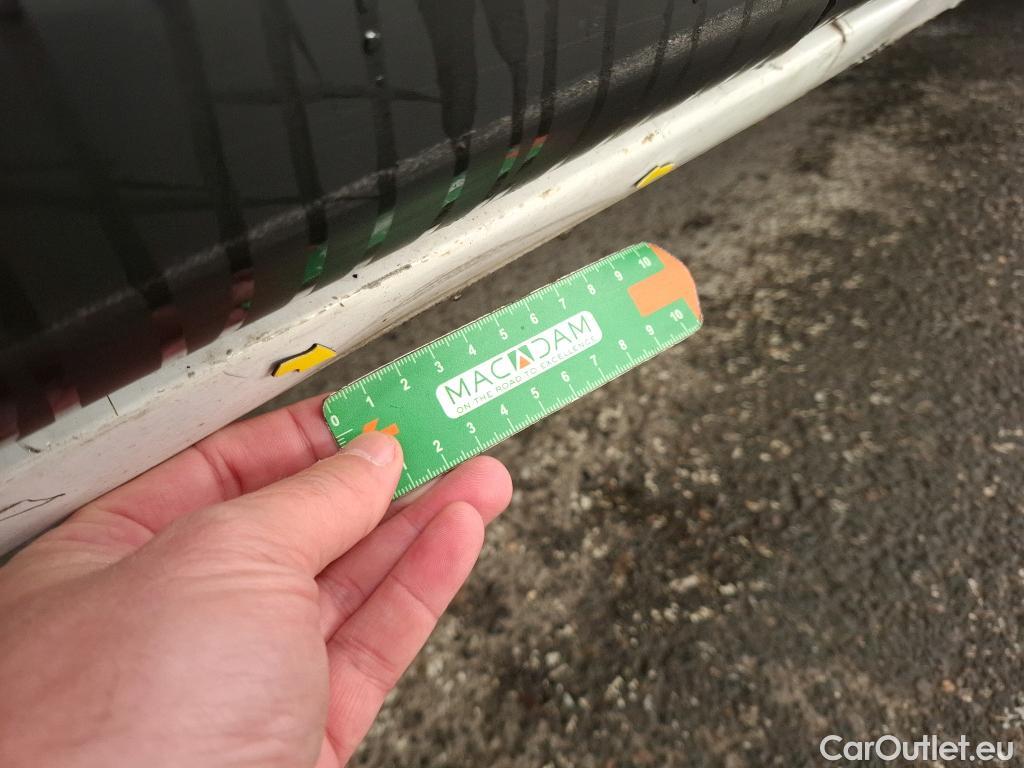 0 1 2 3 4 5 6 7 8 9 10
MACADAM
ON THE ROAD TO EXCELLENCE
1 2 3 4 5 6 7 8 9 10
CarOutlet.eu